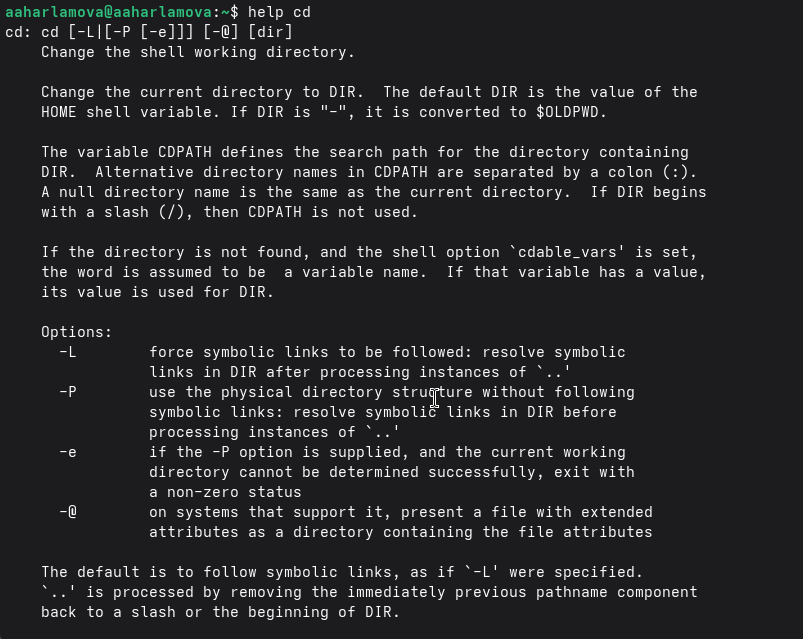 aaharlamova@aaharlamova:~$ help cd
cd: cd [-L|[-P [-e]]] [-@] [dir]
    Change the shell working directory.

    Change the current directory to DIR.  The default DIR is the value of the
    HOME shell variable. If DIR is "-", it is converted to $OLDPWD.

    The variable CDPATH defines the search path for the directory containing
    DIR.  Alternative directory names in CDPATH are separated by a colon (:).
    A null directory name is the same as the current directory.  If DIR begins
    with a slash (/), then CDPATH is not used.

    If the directory is not found, and the shell option `cdable_vars' is set,
    the word is assumed to be  a variable name.  If that variable has a value,
    its value is used for DIR.

    Options:
      -L        force symbolic links to be followed: resolve symbolic
                links in DIR after processing instances of `..'
      -P        use the physical directory structure without following
                symbolic links: resolve symbolic links in DIR before
                processing instances of `..'
      -e        if the -P option is supplied, and the current working
                directory cannot be determined successfully, exit with
                a non-zero status
      -@        on systems that support it, present a file with extended
                attributes as a directory containing the file attributes

    The default is to follow symbolic links, as if `-L' were specified.
    `..' is processed by removing the immediately previous pathname component
    back to a slash or the beginning of DIR.